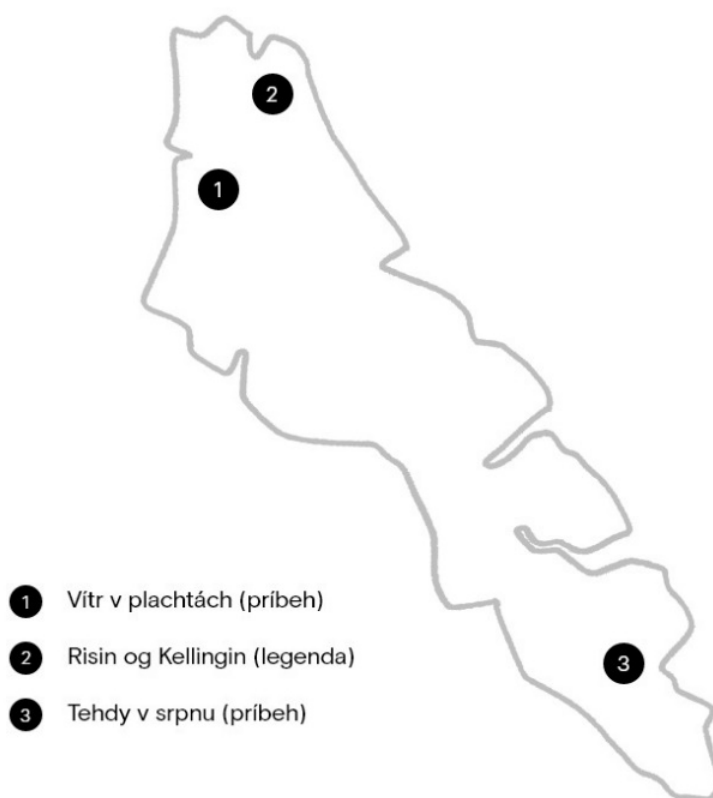 2
1
3
1 Vítr v plachtách (príbeh)
2 Risin og Kellingin (legenda)
3 Tehdy v srpnu (príbeh)